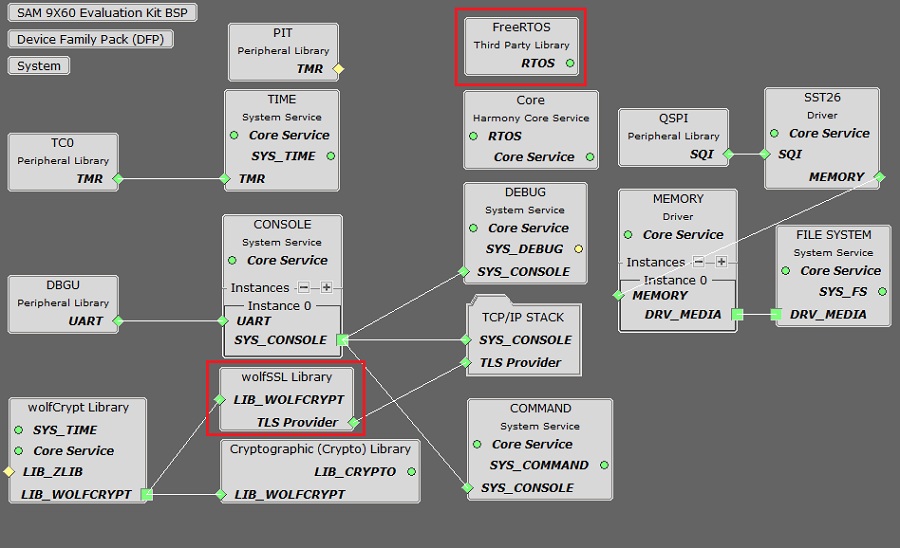 SAM 9X60 Evaluation Kit BSP
Device Family Pack (DFP)
System
PIT
Peripheral Library
TMR
FreeRTOS
Third Party Library
RTOS
TC0
Peripheral Library
TMR
TIME
System Service
Core Service
SYS_TIME
TMR
Core
Harmony Core Service
RTOS
Core Service
QSPI
Peripheral Library
SQI
SST26
Driver
Core Service
SQI
MEMORY
DBGU
Peripheral Library
UART
CONSOLE
System Service
Core Service
Instances
Instance 0
UART
SYS_CONSOLE
DEBUG
System Service
Core Service
SYS_DEBUG
SYS_CONSOLE
MEMORY
Driver
Core Service
Instances
Instance 0
MEMORY
DRV_MEDIA
FILE SYSTEM
System Service
Core Service
SYS_FS
DRV_MEDIA
TCP/IP STACK
SYS_CONSOLE
TLS Provider
wolfSSL Library
LIB_WOLFCRYPT
TLS Provider
wolfCrypt Library
SYS_TIME
Core Service
LIB_ZLIB
LIB_WOLFCRYPT
Cryptographic (Crypto) Library
LIB_CRYPTO
LIB_WOLFCRYPT
COMMAND
System Service
Core Service
SYS_COMMAND
SYS_CONSOLE